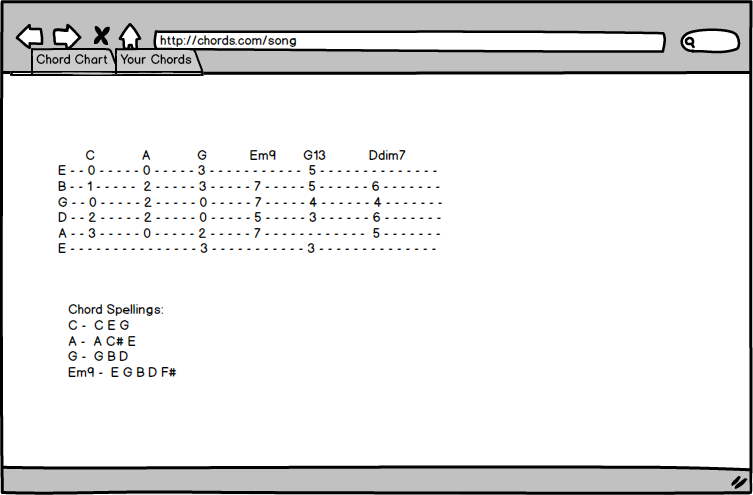 http://chords.com/song
Chord Chart Your Chords
C A G Em9 G13 Ddim7
E - - 0 - - - - - 0 - - - - - 3 - - - - - - - - - - - 5 - - - - - - - - - - - - - -
B - - 1 - - - - - 2 - - - - - 3 - - - - - 7 - - - - - 5 - - - - - - 6 - - - - - - -
G - - 0 - - - - - 2 - - - - - 0 - - - - - 7 - - - - - 4 - - - - - - 4 - - - - - - -
D - - 2 - - - - - 2 - - - - - 0 - - - - - 5 - - - - - 3 - - - - - - 6 - - - - - - -
A - - 3 - - - - - 0 - - - - - 2 - - - - - 7 - - - - - - - - - - - - 5 - - - - - - -
E - - - - - - - - - - - - - - 3 - - - - - - - - - - - 3 - - - - - - - - - - - - - -
Chord Spellings:
C - C E G
A - A C# E
G - G B D
Em9 - E G B D F#